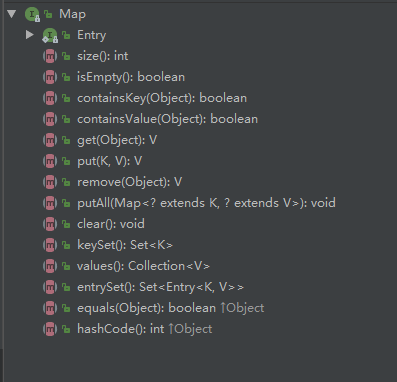 Map
Entry
size(): int
isEmpty(): boolean
containsKey(Object): boolean
containsValue(Object): boolean
get(Object): V
put(K, V): V
remove(Object): V
putAll(Map<? extends K, ? extends V>): void
clear(): void
keySet(): Set<K>
values(): Collection<V>
entrySet(): Set<Entry<K, V>>
equals(Object): boolean ↑Object
hashCode(): int ↑Object